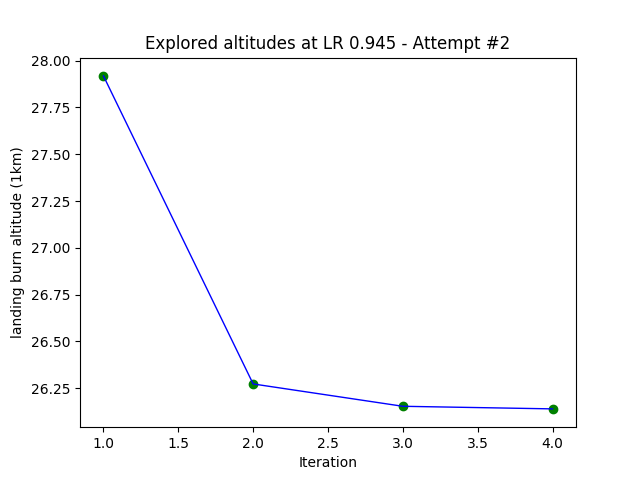 Explored altitudes at LR 0.945 - Attempt #2
landing burn altitude (1km)
28.00
27.75
27.50
27.25
27.00
26.75
26.50
26.25
1.0 1.5 2.0 2.5 3.0 3.5 4.0
Iteration